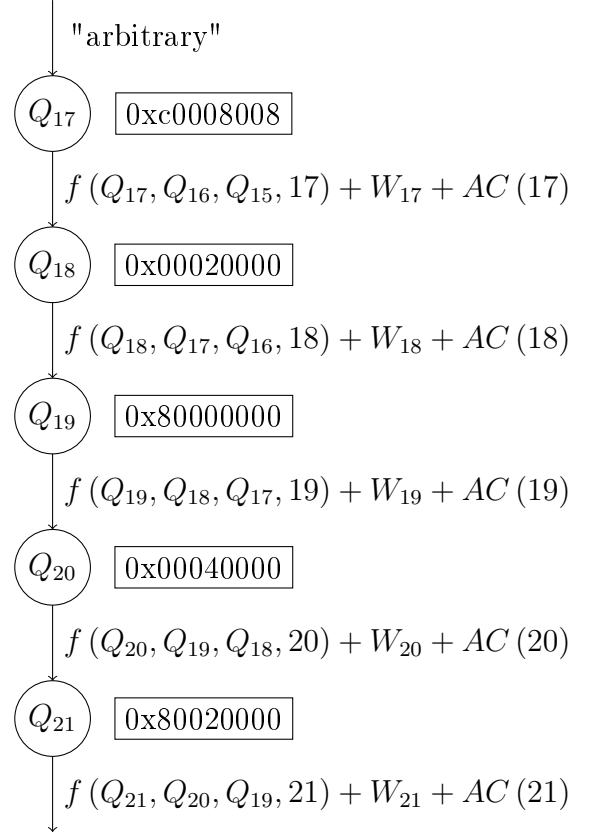 "arbitrary"
Q₁₇ 0xc0008008
f (Q₁₇, Q₁₆, Q₁₅, 17) + W₁₇ + AC (17)
Q₁₈ 0x00020000
f (Q₁₈, Q₁₇, Q₁₆, 18) + W₁₈ + AC (18)
Q₁₉ 0x80000000
f (Q₁₉, Q₁₈, Q₁₇, 19) + W₁₉ + AC (19)
Q₂₀ 0x00040000
f (Q₂₀, Q₁₉, Q₁₈, 20) + W₂₀ + AC (20)
Q₂₁ 0x80020000
f (Q₂₁, Q₂₀, Q₁₉, 21) + W₂₁ + AC (21)